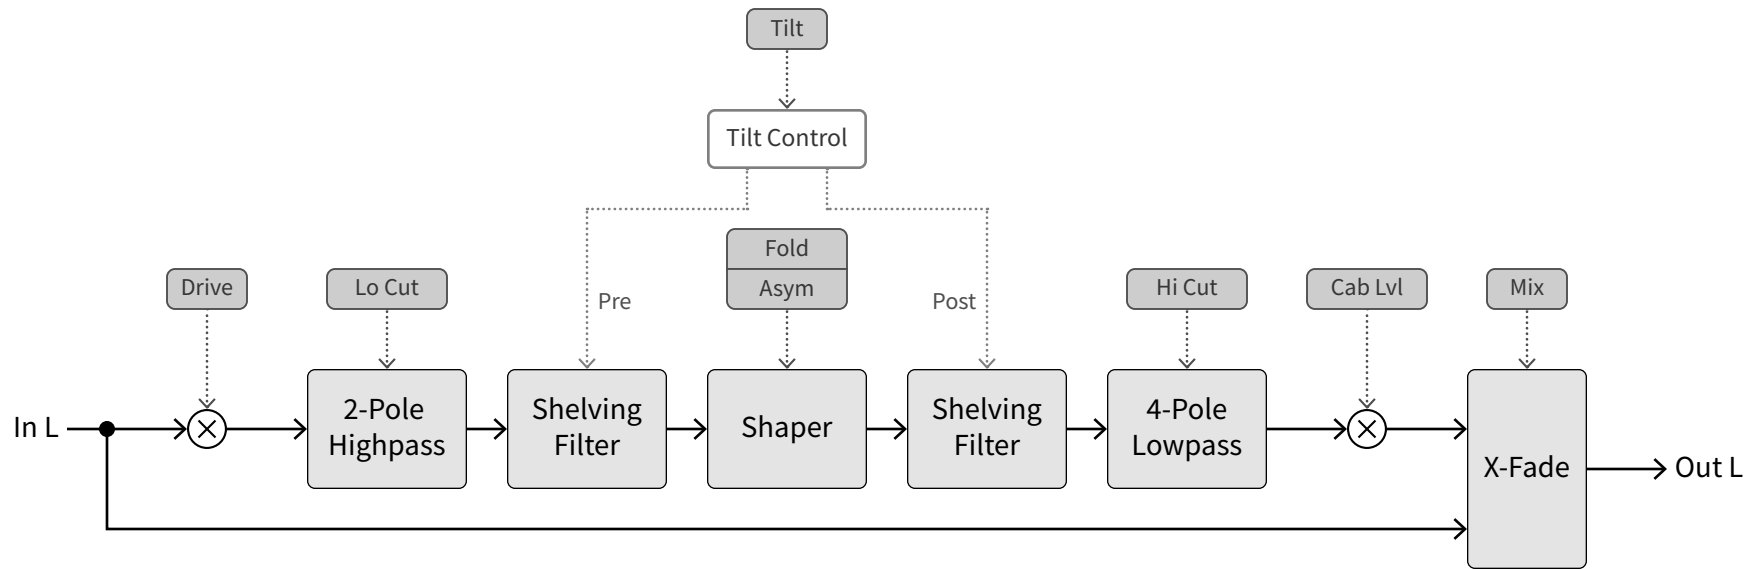 Tilt
Tilt Control
Fold
Asym
Drive
Lo Cut
Pre
Post
Hi Cut
Cab Lvl
Mix
In L
2-Pole
Highpass
Shelving
Filter
Shaper
Shelving
Filter
4-Pole
Lowpass
X-Fade
Out L